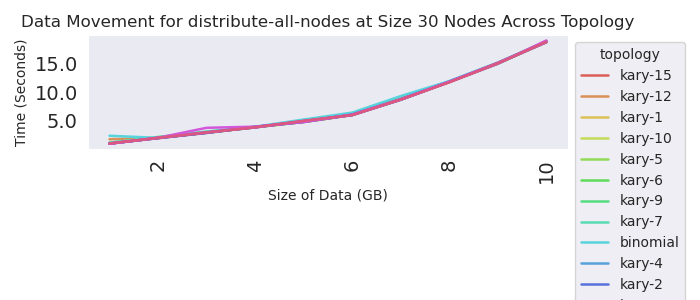 Data Movement for distribute-all-nodes at Size 30 Nodes Across Topology
Time (Seconds)
15.0
10.0
5.0
2
4
6
8
10
Size of Data (GB)
topology
kary-15
kary-12
kary-1
kary-10
kary-5
kary-6
kary-9
kary-7
binomial
kary-4
kary-2